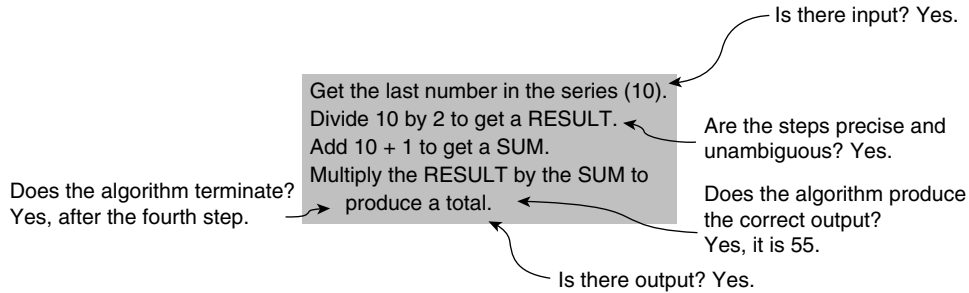 Is there input? Yes.
Get the last number in the series (10).
Divide 10 by 2 to get a RESULT.
Add 10 + 1 to get a SUM.
Multiply the RESULT by the SUM to
produce a total.
Are the steps precise and
unambiguous? Yes.
Does the algorithm terminate?
Yes, after the fourth step.
Does the algorithm produce
the correct output?
Yes, it is 55.
Is there output? Yes.